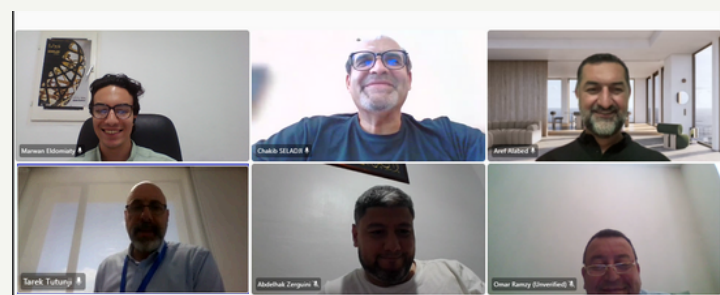 Marwan Eldomiaty
Chakib SELADJI
Aref Alabed
Tarek Tutunji
Abdelhak Zerguini
Omar Ramzy (Unverified)